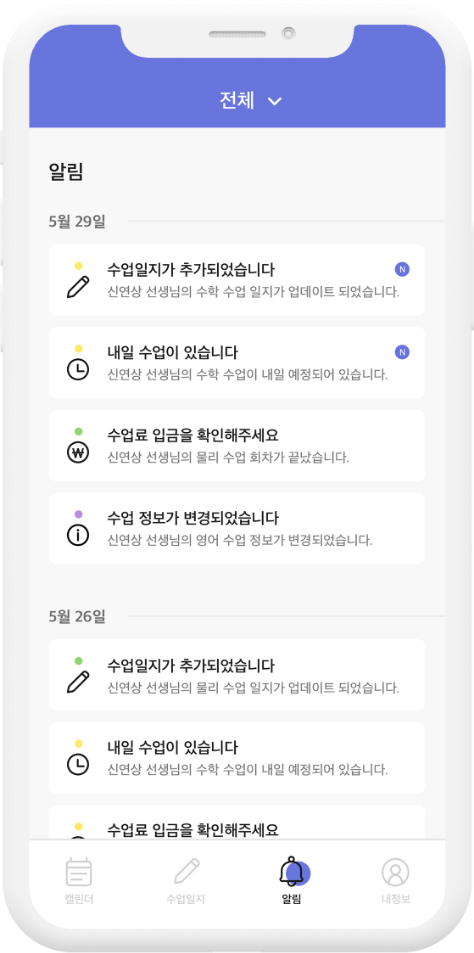 전체
알림
5월 29일
수업일지가 추가되었습니다
N
신연상 선생님의 수학 수업 일지가 업데이트 되었습니다.
내일 수업이 있습니다
N
신연상 선생님의 수학 수업이 내일 예정되어 있습니다.
수업료 입금을 확인해주세요
₩
신연상 선생님의 물리 수업 회차가 끝났습니다.
수업 정보가 변경되었습니다
신연상 선생님의 영어 수업 정보가 변경되었습니다.
5월 26일
수업일지가 추가되었습니다
신연상 선생님의 물리 수업 일지가 업데이트 되었습니다.
내일 수업이 있습니다
신연상 선생님의 수학 수업이 내일 예정되어 있습니다.
수업료 입금을 확인해주세요
캘린더
수업일지
알림
내정보